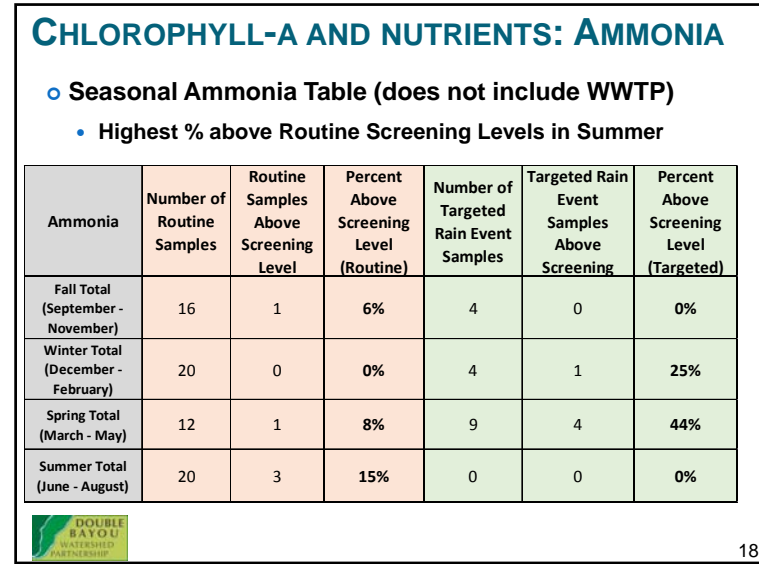 CHLOROPHYLL-A AND NUTRIENTS: AMMONIA
Seasonal Ammonia Table (does not include WWTP)
Highest % above Routine Screening Levels in Summer
Ammonia
Number of
Routine
Samples
Routine
Samples
Above
Screening
Level
Percent
Above
Screening
Level
(Routine)
Number of
Targeted
Rain Event
Samples
Targeted Rain
Event
Samples
Above
Screening
Percent
Above
Screening
Level
(Targeted)
Fall Total
(September -
November)
16 1 6% 4 0 0%
Winter Total
(December -
February)
20 0 0% 4 1 25%
Spring Total
(March - May)
12 1 8% 9 4 44%
Summer Total
(June - August)
20 3 15% 0 0 0%
DOUBLE
BAYOU
WATERSHED
PARTNERSHIP
18